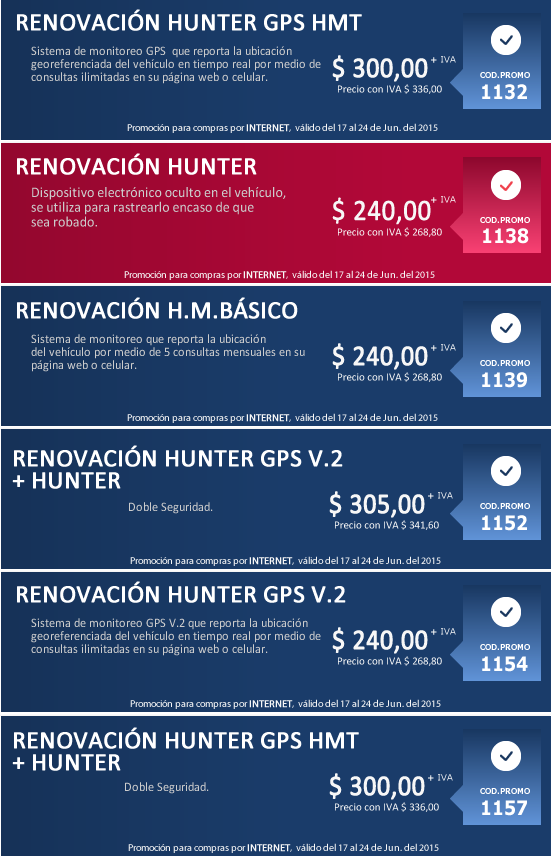 RENOVACIÓN HUNTER GPS HMT
Sistema de monitoreo GPS que reporta la ubicación
georeferenciada del vehículo en tiempo real por medio de
consultas ilimitadas en su página web o celular.
$ 300,00 + IVA
Precio con IVA $ 336,00
COD.PROMO
1132
Promoción para compras por INTERNET, válido del 17 al 24 de Jun. del 2015
RENOVACIÓN HUNTER
Dispositivo electrónico oculto en el vehículo,
se utiliza para rastrearlo encaso de que
sea robado.
$ 240,00 + IVA
Precio con IVA $ 268,80
COD.PROMO
1138
Promoción para compras por INTERNET, válido del 17 al 24 de Jun. del 2015
RENOVACIÓN H.M.BÁSICO
Sistema de monitoreo que reporta la ubicación
del vehículo por medio de 5 consultas mensuales en su
página web o celular.
$ 240,00 + IVA
Precio con IVA $ 268,80
COD.PROMO
1139
Promoción para compras por INTERNET, válido del 17 al 24 de Jun. del 2015
RENOVACIÓN HUNTER GPS V.2
+ HUNTER
Doble Seguridad.
$ 305,00 + IVA
Precio con IVA $ 341,60
COD.PROMO
1152
Promoción para compras por INTERNET, válido del 17 al 24 de Jun. del 2015
RENOVACIÓN HUNTER GPS V.2
Sistema de monitoreo GPS V.2 que reporta la ubicación
georeferenciada del vehículo en tiempo real por medio de
consultas ilimitadas en su página web o celular.
$ 240,00 + IVA
Precio con IVA $ 268,80
COD.PROMO
1154
Promoción para compras por INTERNET, válido del 17 al 24 de Jun. del 2015
RENOVACIÓN HUNTER GPS HMT
+ HUNTER
Doble Seguridad.
$ 300,00 + IVA
Precio con IVA $ 336,00
COD.PROMO
1157
Promoción para compras por INTERNET, válido del 17 al 24 de Jun. del 2015